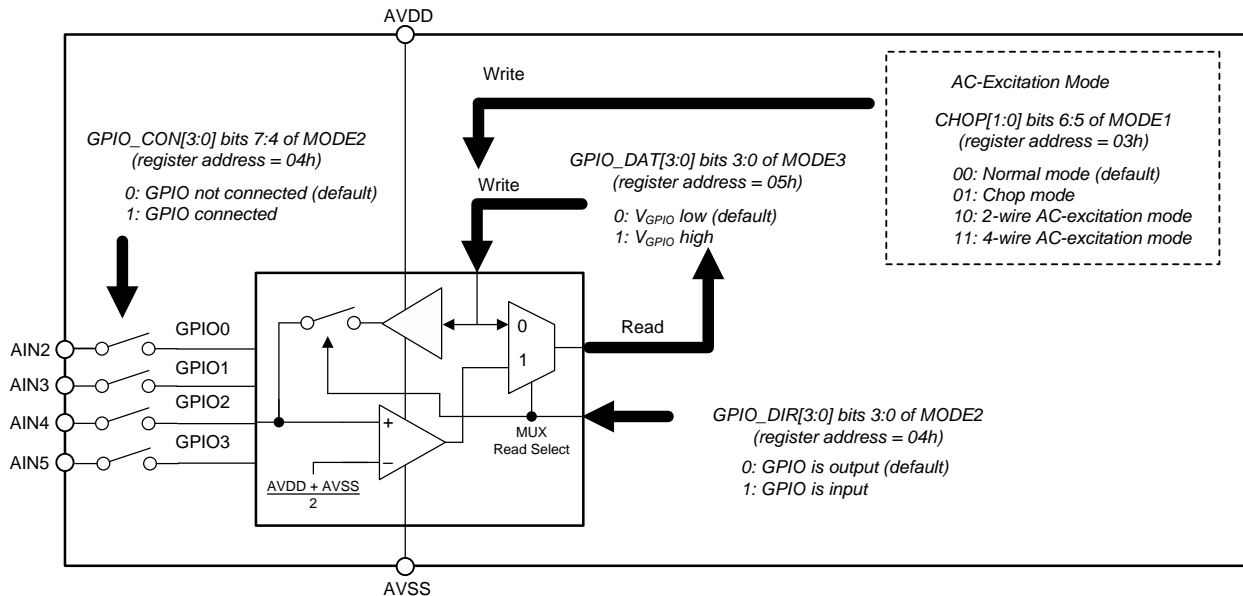 AVDD
Write
AC-Excitation Mode
CHOP[1:0] bits 6:5 of MODE1
(register address = 03h)
00: Normal mode (default)
01: Chop mode
10: 2-wire AC-excitation mode
11: 4-wire AC-excitation mode
GPIO_CON[3:0] bits 7:4 of MODE2
(register address = 04h)
0: GPIO not connected (default)
1: GPIO connected
Write
GPIO_DAT[3:0] bits 3:0 of MODE3
(register address = 05h)
0: VGPIO low (default)
1: VGPIO high
AIN2
GPIO0
AIN3
GPIO1
AIN4
GPIO2
AIN5
GPIO3
0
1
Read
+
–
AVDD + AVSS
2
MUX
Read Select
GPIO_DIR[3:0] bits 3:0 of MODE2
(register address = 04h)
0: GPIO is output (default)
1: GPIO is input
AVSS